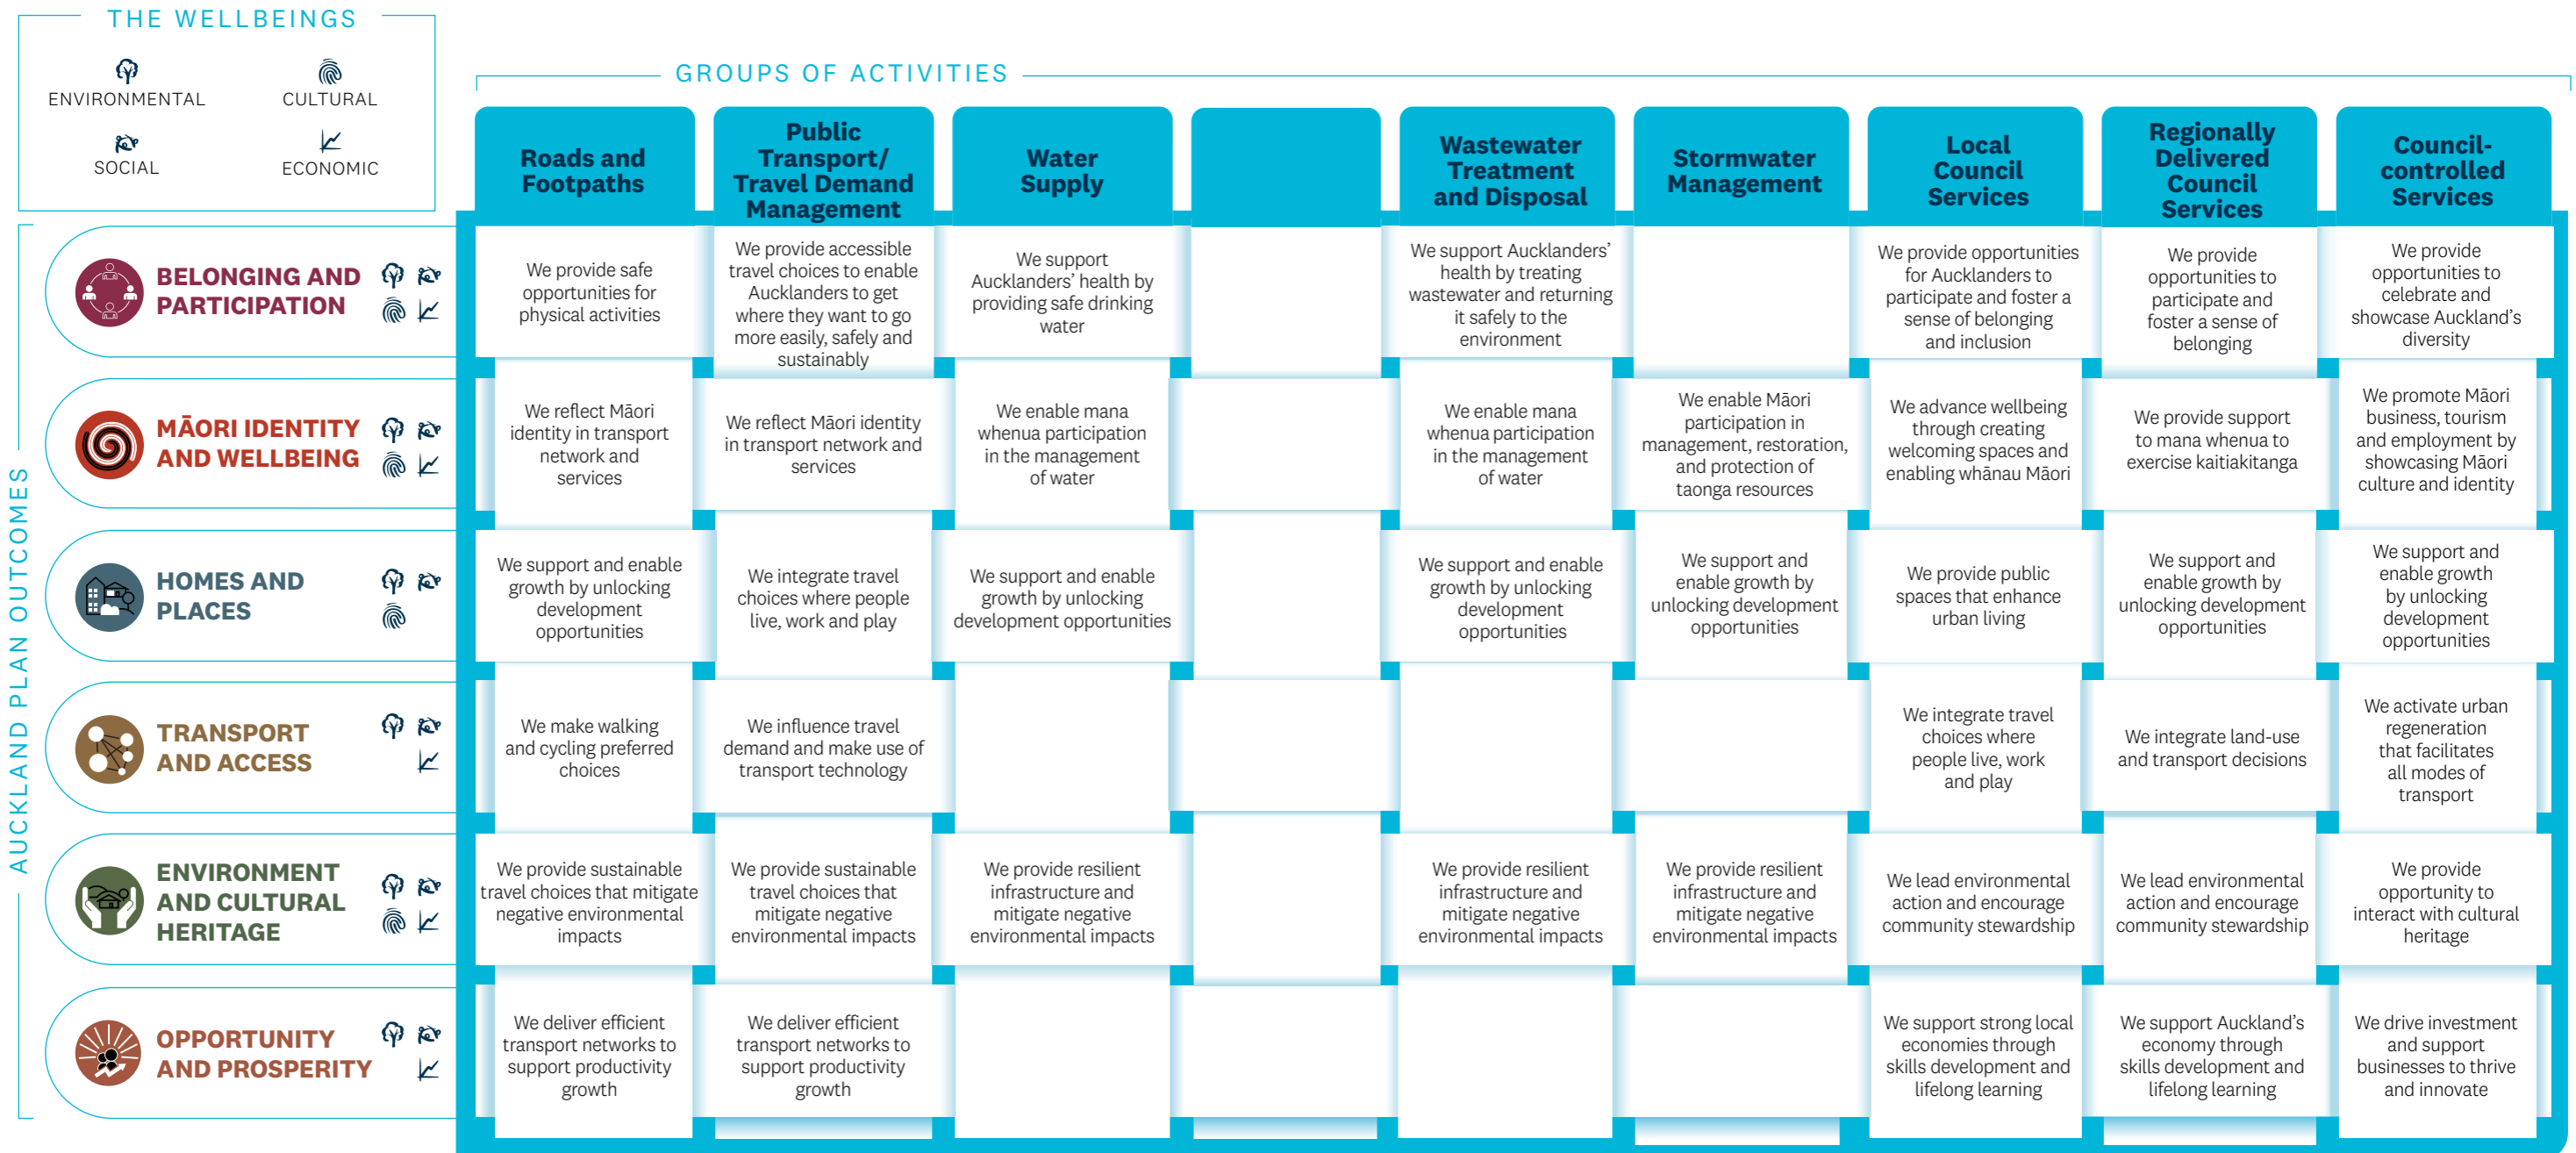 THE WELLBEINGS
ENVIRONMENTAL
CULTURAL
SOCIAL
ECONOMIC
GROUPS OF ACTIVITIES
Roads and
Footpaths
Public
Transport/
Travel Demand
Management
Water
Supply
Wastewater
Treatment
and Disposal
Stormwater
Management
Local
Council
Services
Regionally
Delivered
Council
Services
Council-
controlled
Services
AUCKLAND PLAN OUTCOMES
BELONGING AND
PARTICIPATION
We provide safe
opportunities for
physical activities
We provide accessible
travel choices to enable
Aucklanders to get
where they want to go
more easily, safely and
sustainably
We support
Aucklanders’ health by
providing safe drinking
water
We support Aucklanders’
health by treating
wastewater and returning
it safely to the
environment
We provide opportunities
for Aucklanders to
participate and foster a
sense of belonging
and inclusion
We provide
opportunities to
participate and
foster a sense of
belonging
We provide
opportunities to
celebrate and
showcase Auckland’s
diversity
MĀORI IDENTITY
AND WELLBEING
We reflect Māori
identity in transport
network and
services
We reflect Māori identity
in transport network and
services
We enable mana
whenua participation
in the management
of water
We enable mana
whenua participation
in the management
of water
We enable Māori
participation in
management, restoration,
and protection of
taonga resources
We advance wellbeing
through creating
welcoming spaces and
enabling whānau Māori
We provide support
to mana whenua to
exercise kaitiakitanga
We promote Māori
business, tourism
and employment by
showcasing Māori
culture and identity
HOMES AND
PLACES
We support and enable
growth by unlocking
development
opportunities
We integrate travel
choices where people
live, work and play
We support and enable
growth by unlocking
development opportunities
We support and enable
growth by unlocking
development
opportunities
We support and
enable growth by
unlocking development
opportunities
We provide public
spaces that enhance
urban living
We support and
enable growth by
unlocking development
opportunities
We support and
enable growth
by unlocking
development
opportunities
TRANSPORT
AND ACCESS
We make walking
and cycling preferred
choices
We influence travel
demand and make use of
transport technology
We integrate travel
choices where
people live, work
and play
We integrate land-use
and transport decisions
We activate urban
regeneration
that facilitates
all modes of
transport
ENVIRONMENT
AND CULTURAL
HERITAGE
We provide sustainable
travel choices that mitigate
negative environmental
impacts
We provide sustainable
travel choices that
mitigate negative
environmental impacts
We provide resilient
infrastructure and
mitigate negative
environmental impacts
We provide resilient
infrastructure and
mitigate negative
environmental impacts
We provide resilient
infrastructure and
mitigate negative
environmental impacts
We lead environmental
action and encourage
community stewardship
We lead environmental
action and encourage
community stewardship
We provide
opportunity to
interact with cultural
heritage
OPPORTUNITY
AND PROSPERITY
We deliver efficient
transport networks to
support productivity
growth
We deliver efficient
transport networks to
support productivity
growth
We support strong local
economies through
skills development and
lifelong learning
We support Auckland’s
economy through
skills development and
lifelong learning
We drive investment
and support
businesses to thrive
and innovate